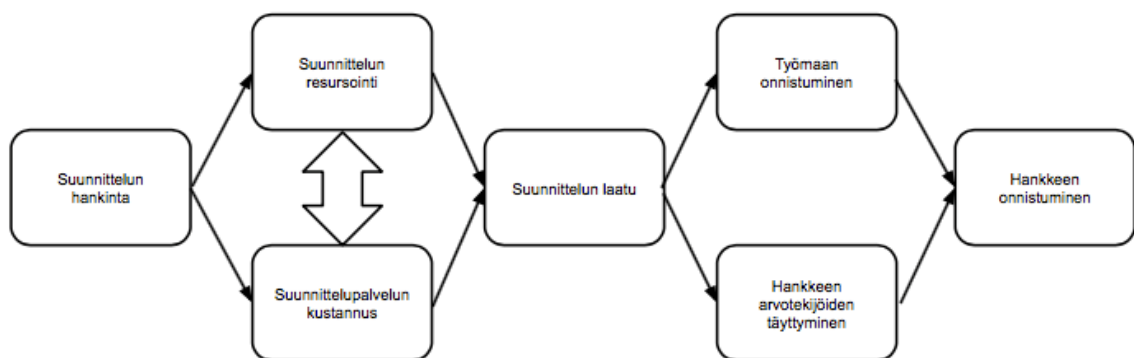 Suunnittelun
hankinta
Suunnittelun
resursointi
Suunnittelupalvelun
kustannus
Suunnittelun laatu
Työmaan
onnistuminen
Hankkeen
arvotekijöiden
täyttyminen
Hankkeen
onnistuminen